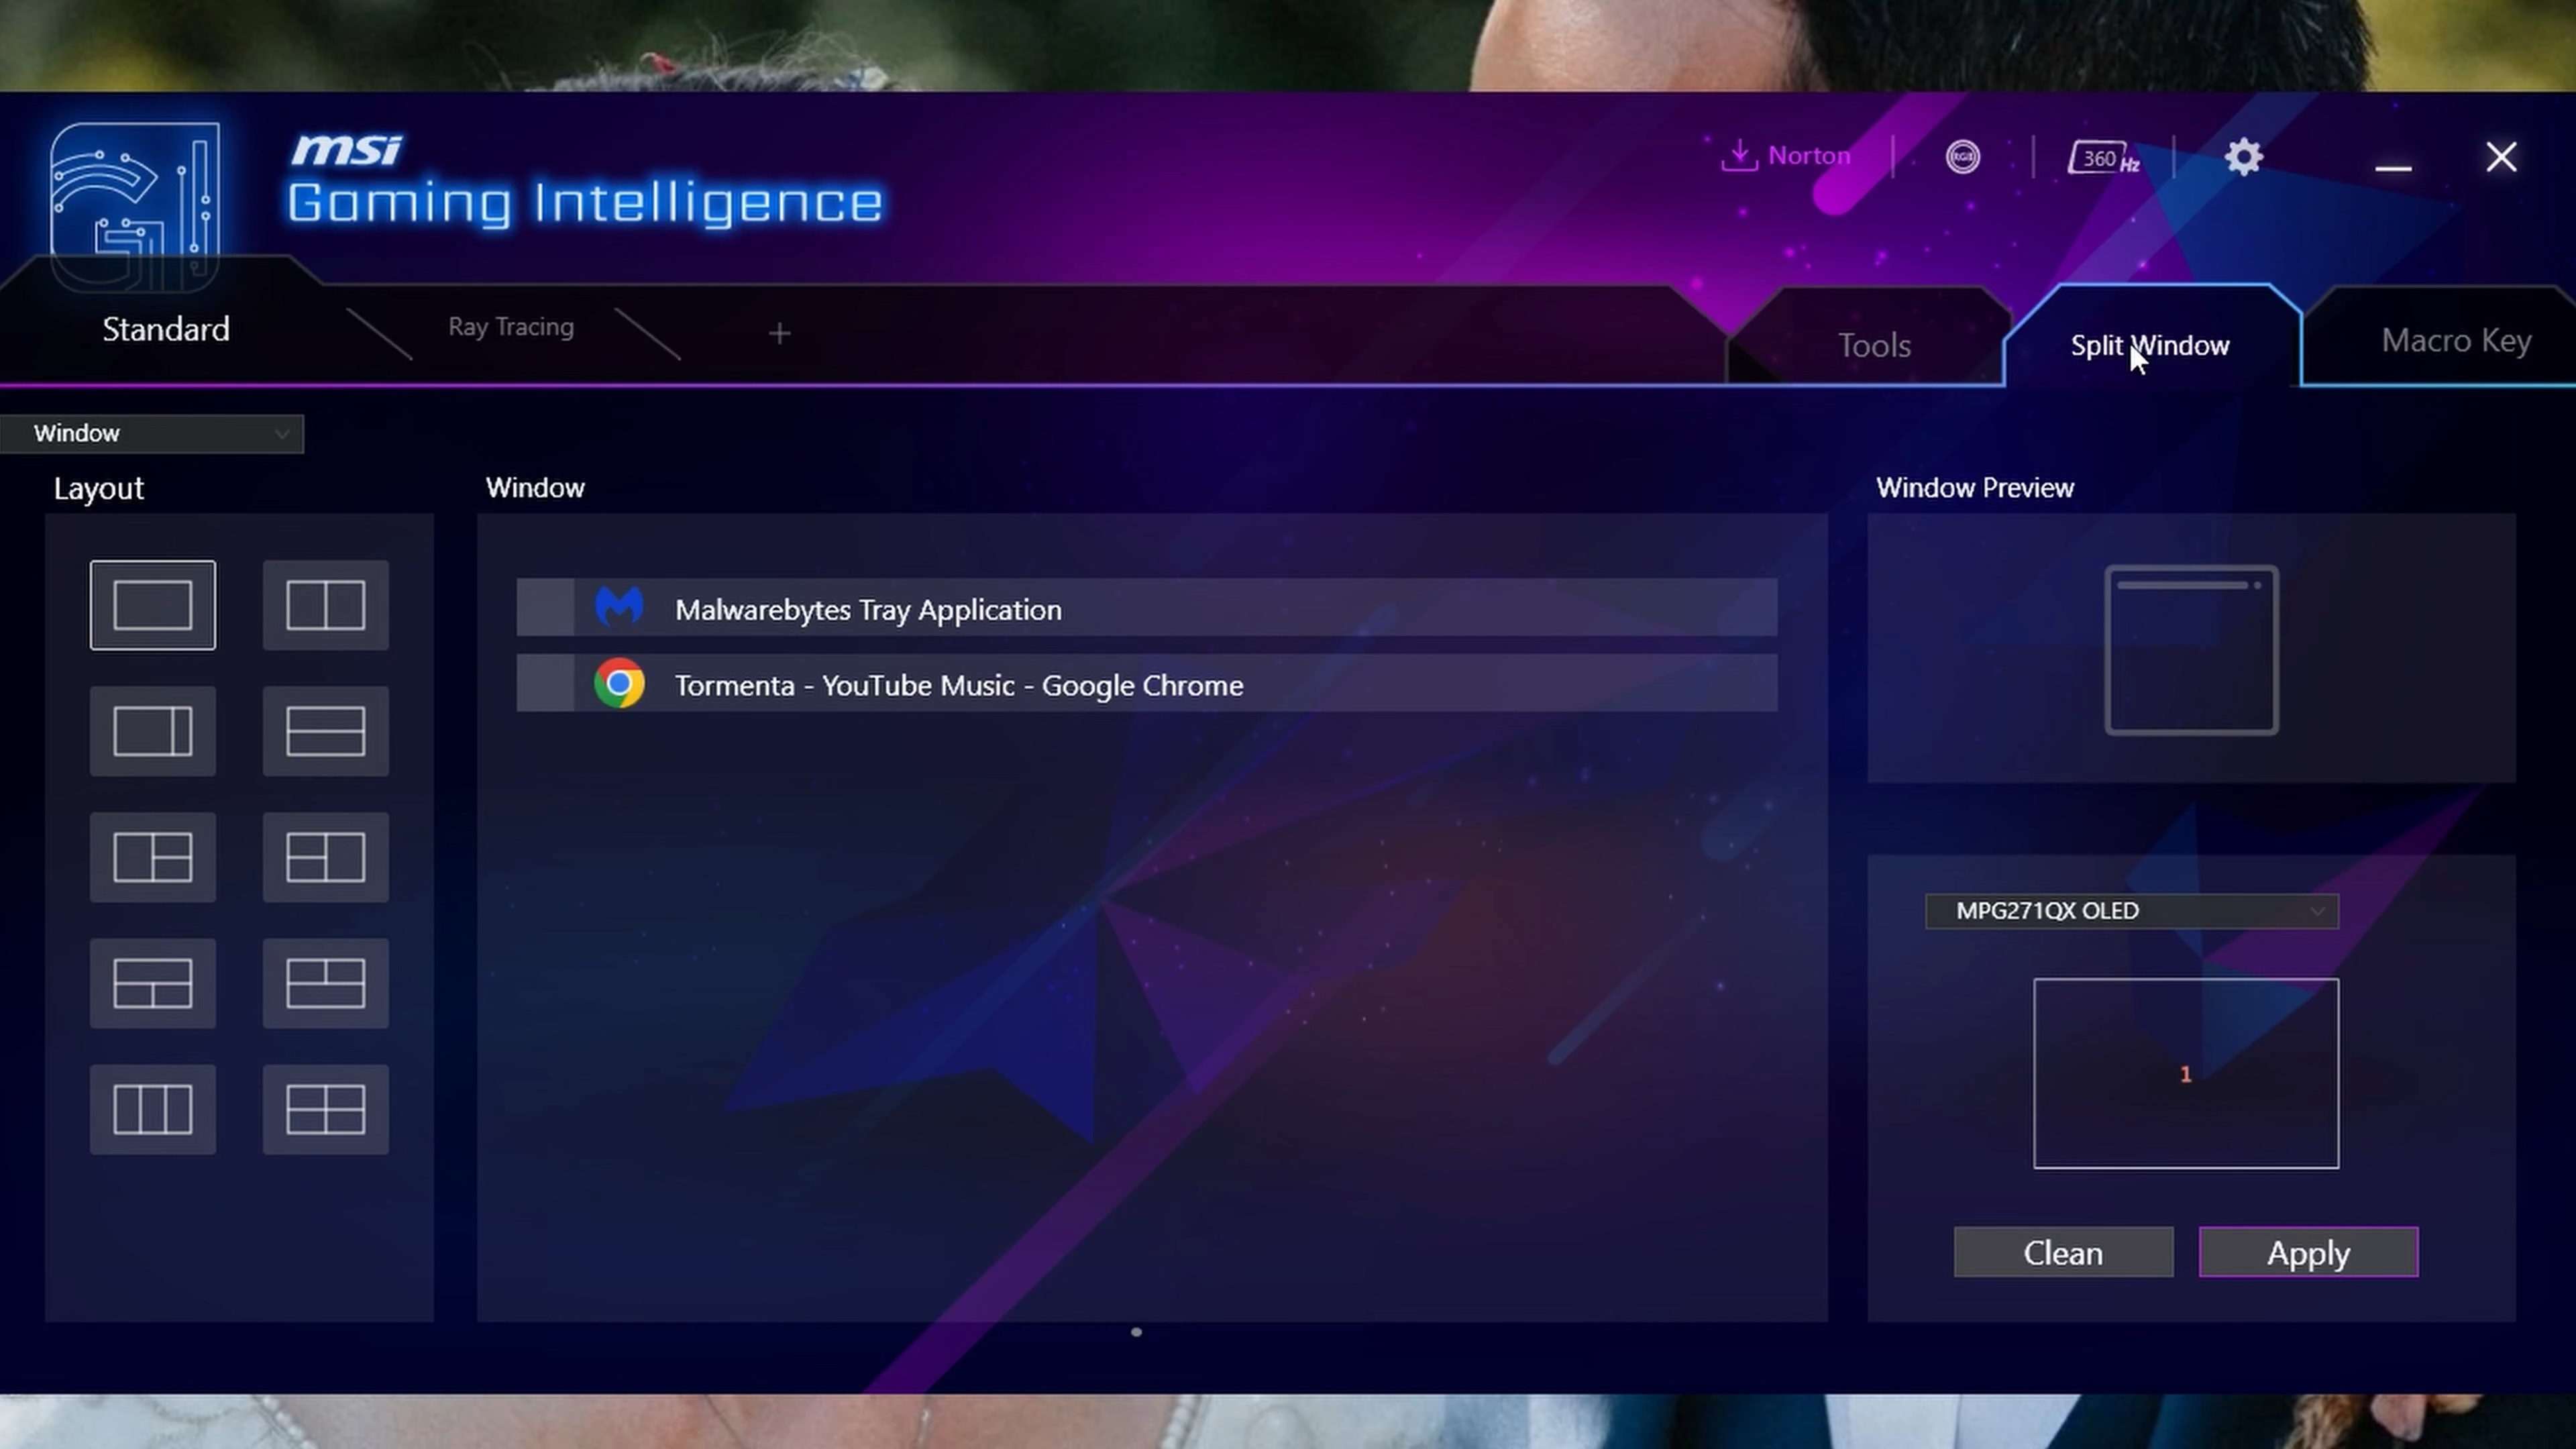 msi
Gaming Intelligence
Norton
RGB
360 Hz
Standard
Ray Tracing
+
Tools
Split Window
Macro Key
Window
Layout
Window
Window Preview
Malwarebytes Tray Application
Tormenta - YouTube Music - Google Chrome
MPG271QX OLED
1
Clean
Apply